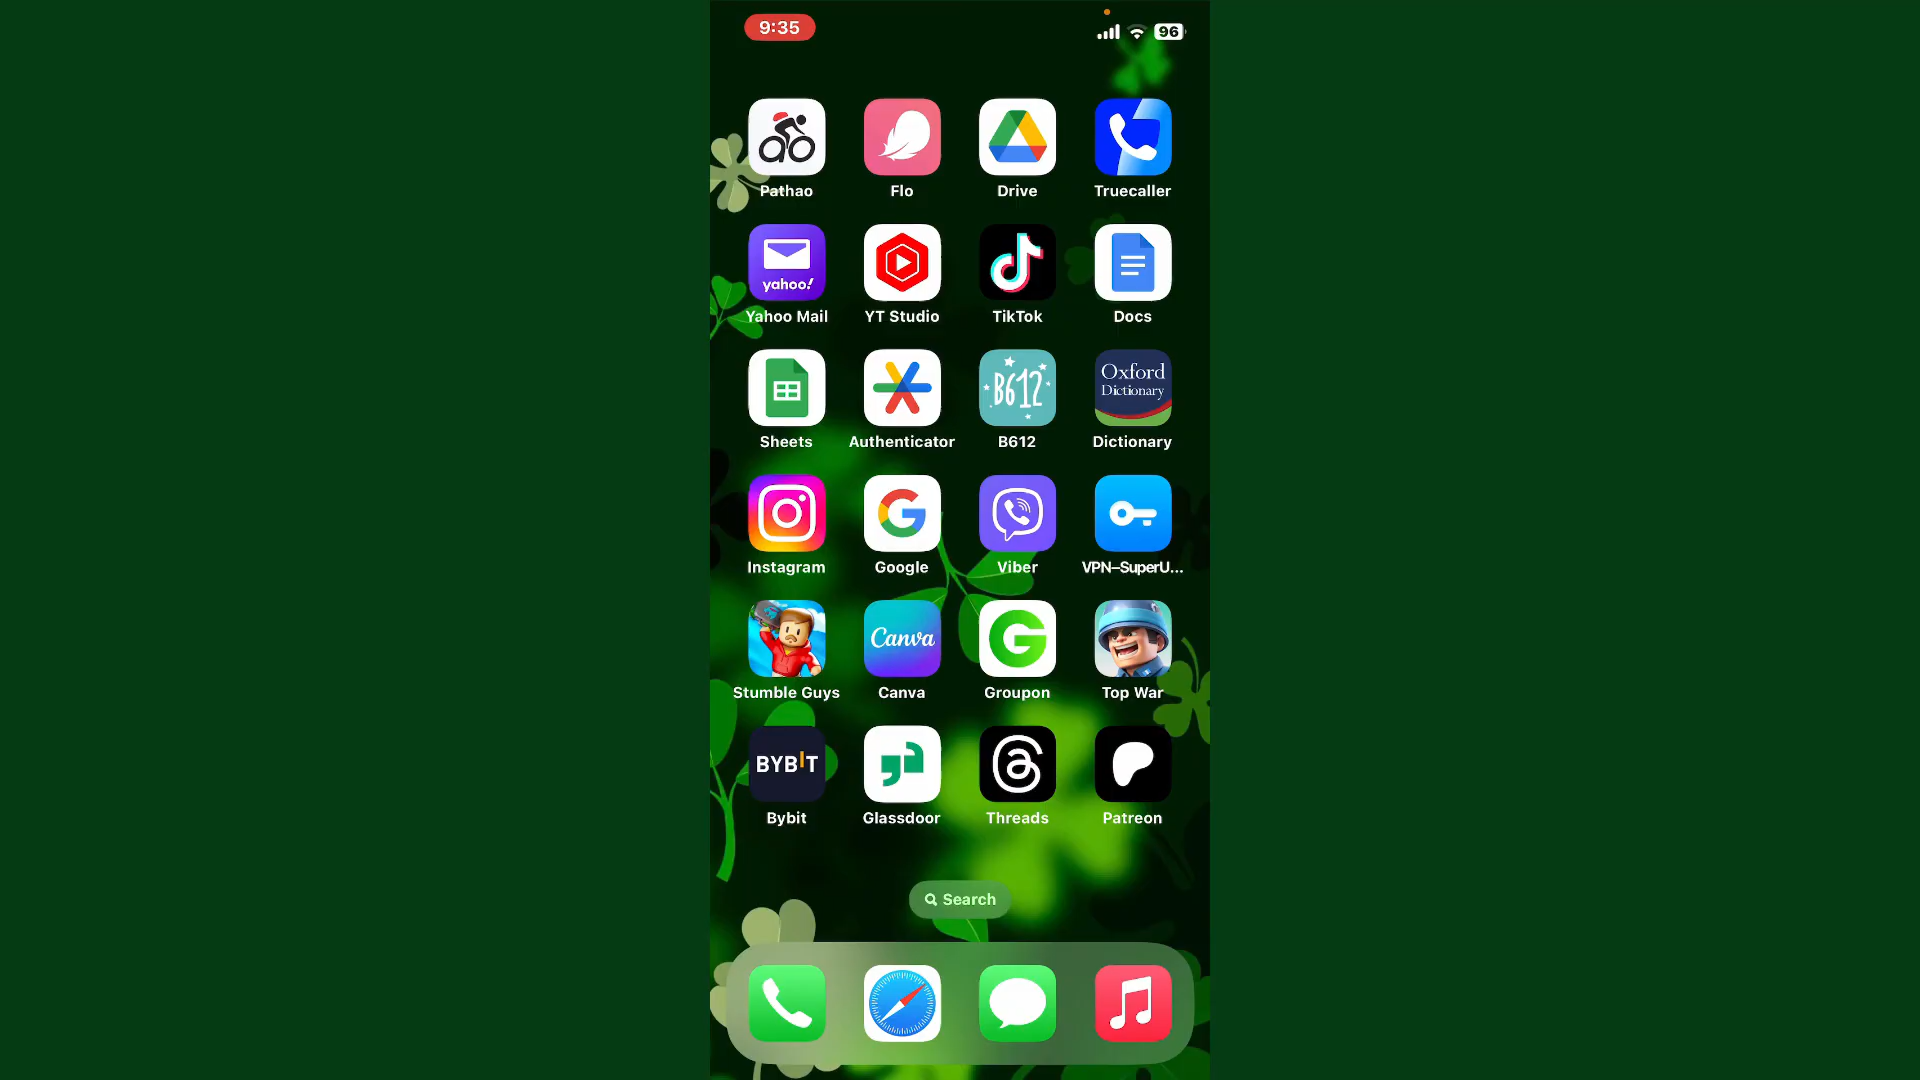 9:35
96
Pathao
Flo
Drive
Truecaller
yahoo!
Yahoo Mail
YT Studio
TikTok
Docs
B612
Oxford
Dictionary
Sheets
Authenticator
B612
Dictionary
Instagram
Google
Viber
VPN–SuperU...
Canva
Stumble Guys
Canva
Groupon
Top War
BYBIT
Bybit
Glassdoor
Threads
Patreon
Search